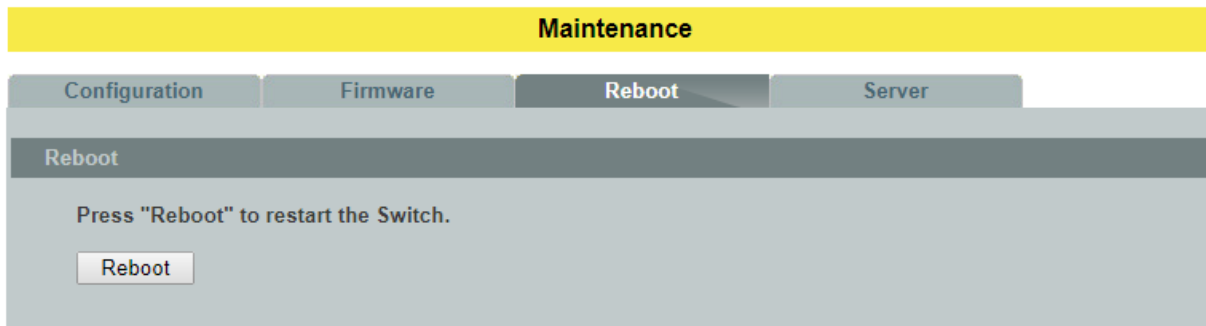 Maintenance
Configuration Firmware Reboot Server
Reboot
Press "Reboot" to restart the Switch.
Reboot